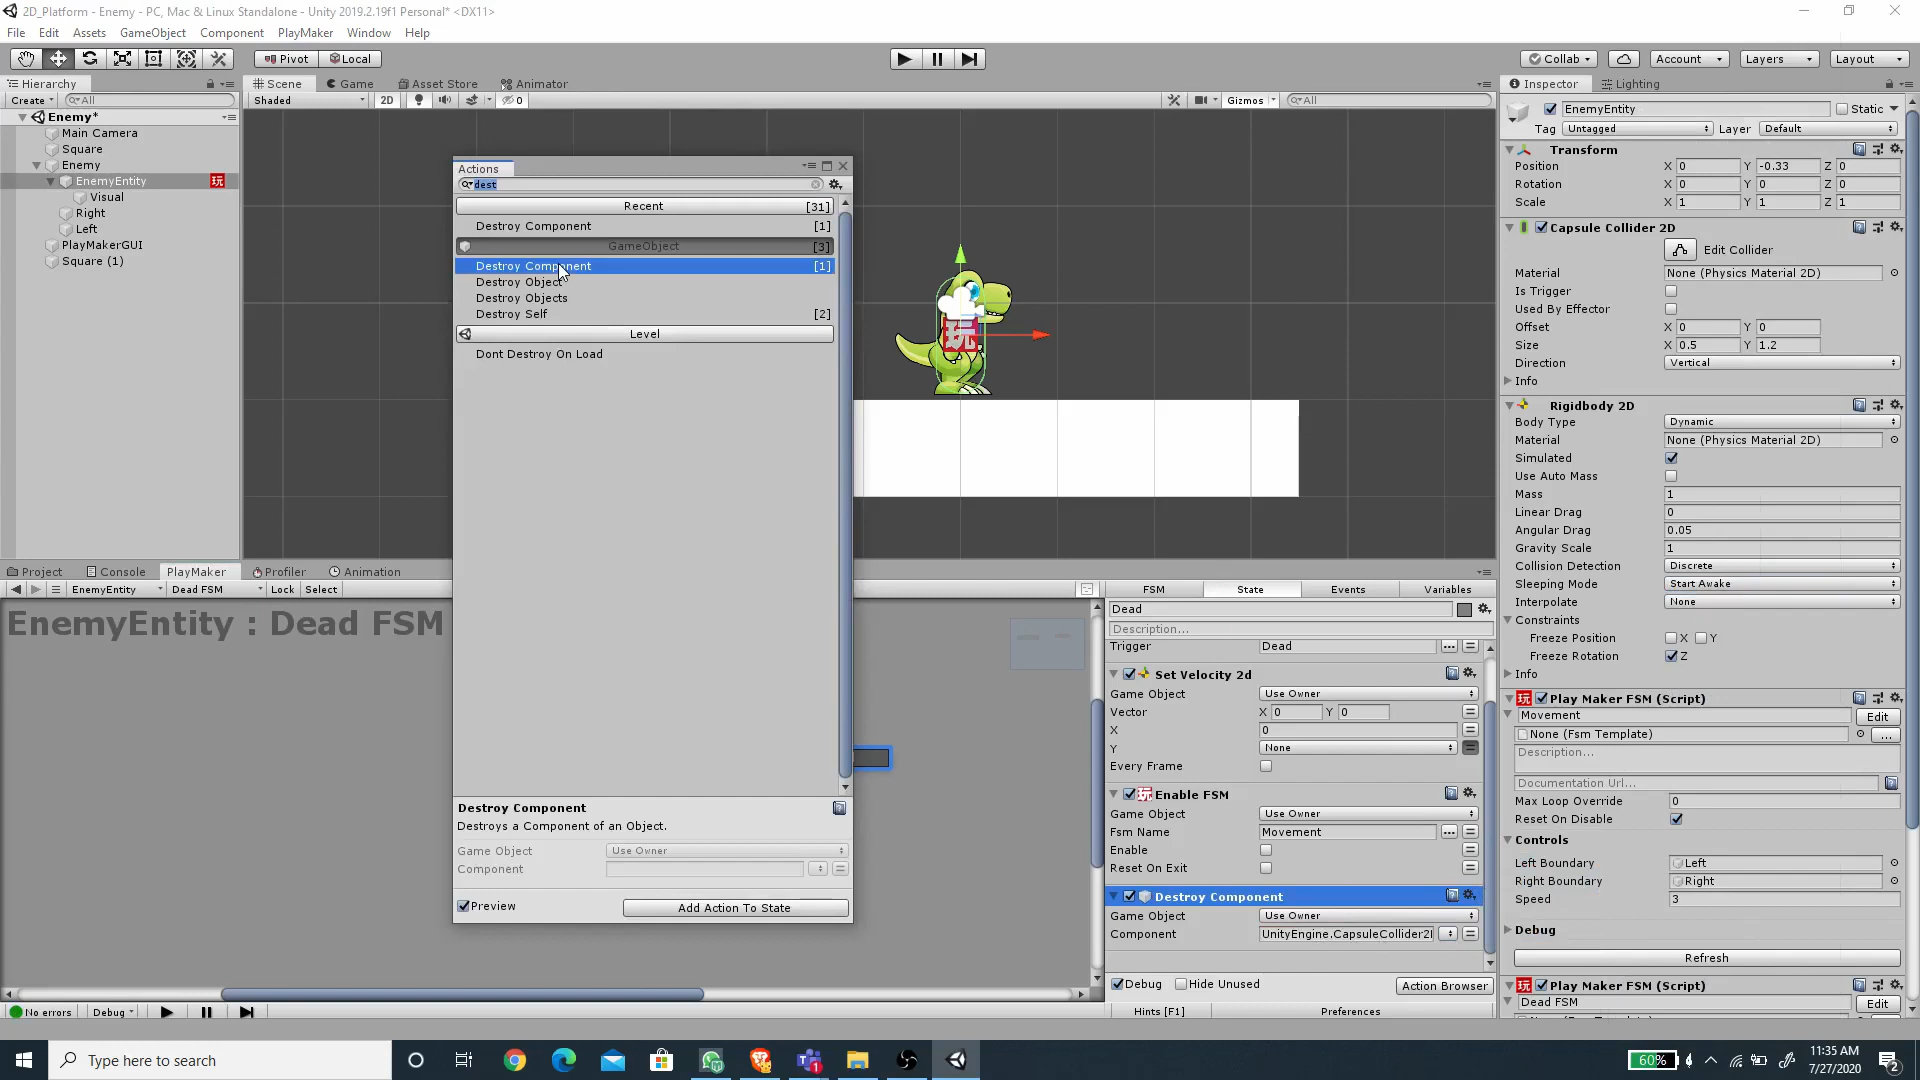 2D_Platform - Enemy - PC, Mac & Linux Standalone - Unity 2019.2.19f1 Personal* <DX11>
File Edit Assets GameObject Component PlayMaker Window Help
Pivot Local Collab Account Layers Layout
Hierarchy Scene Game Asset Store Animator Inspector Lighting
Create All Shaded 2D 0 Gizmos All
Enemy*
Main Camera
Square
Enemy
EnemyEntity 玩
Visual
Right
Left
PlayMakerGUI
Square (1)
Actions
dest
Recent [31]
Destroy Component [1]
GameObject [3]
Destroy Component [1]
Destroy Object
Destroy Objects
Destroy Self [2]
Level
Dont Destroy On Load
Destroy Component
Destroys a Component of an Object.
Game Object Use Owner
Component
Preview Add Action To State
玩
EnemyEntity Static
Tag Untagged Layer Default
Transform
Position X 0 Y -0.33 Z 0
Rotation X 0 Y 0 Z 0
Scale X 1 Y 1 Z 1
Capsule Collider 2D
Edit Collider
Material None (Physics Material 2D)
Is Trigger
Used By Effector
Offset X 0 Y 0
Size X 0.5 Y 1.2
Direction Vertical
Info
Rigidbody 2D
Body Type Dynamic
Material None (Physics Material 2D)
Simulated
Use Auto Mass
Mass 1
Linear Drag 0
Angular Drag 0.05
Gravity Scale 1
Collision Detection Discrete
Sleeping Mode Start Awake
Interpolate None
Constraints
Freeze Position X Y
Freeze Rotation Z
Info
玩 Play Maker FSM (Script)
Movement Edit
None (Fsm Template) ...
Description...
Documentation Url...
Max Loop Override 0
Reset On Disable
Controls
Left Boundary Left
Right Boundary Right
Speed 3
Debug
Refresh
玩 Play Maker FSM (Script)
Dead FSM Edit
Project Console PlayMaker Profiler Animation
EnemyEntity Dead FSM Lock Select
EnemyEntity : Dead FSM
FSM State Events Variables
Dead
Description...
Trigger Dead ...
Set Velocity 2d
Game Object Use Owner
Vector X 0 Y 0
X 0
Y None
Every Frame
玩 Enable FSM
Game Object Use Owner
Fsm Name Movement ...
Enable
Reset On Exit
Destroy Component
Game Object Use Owner
Component UnityEngine.CapsuleCollider2
Debug Hide Unused Action Browser
No errors Debug Hints [F1] Preferences
Type here to search
1
60%
11:35 AM
7/27/2020
2